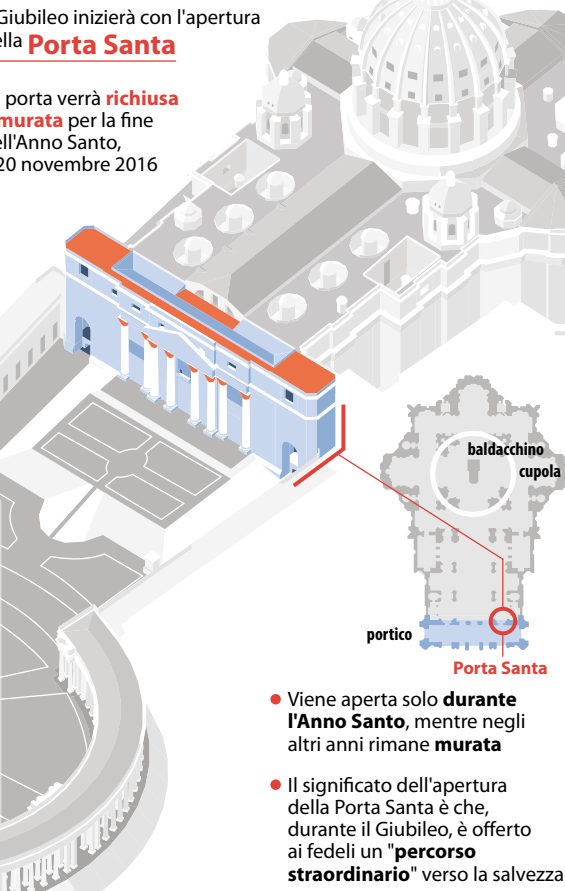 Giubileo inizierà con l'apertura
ella Porta Santa
porta verrà richiusa
murata per la fine
ell'Anno Santo,
20 novembre 2016
baldacchino
cupola
portico
Porta Santa
Viene aperta solo durante
l'Anno Santo, mentre negli
altri anni rimane murata
Il significato dell'apertura
della Porta Santa è che,
durante il Giubileo, è offerto
ai fedeli un "percorso
straordinario" verso la salvezza